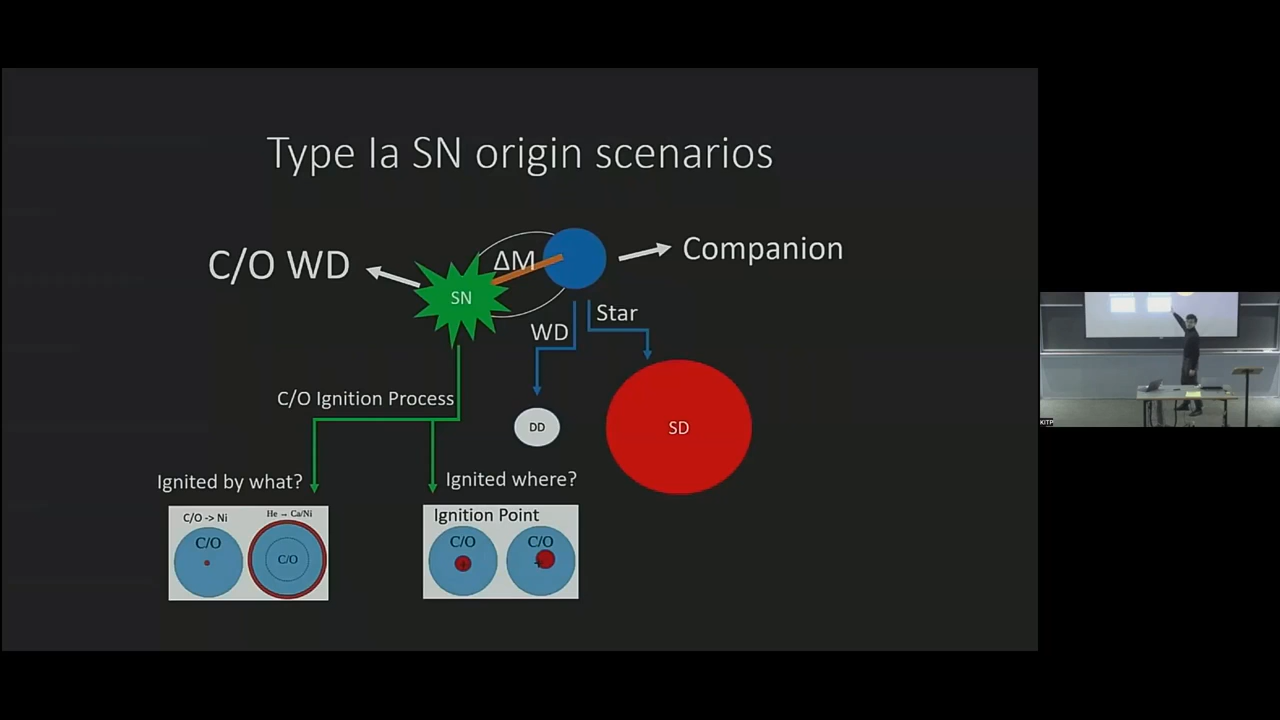 Type Ia SN origin scenarios
C/O WD
ΔM
Companion
SN
WD
Star
C/O Ignition Process
DD
SD
Ignited by what?
Ignited where?
C/O -> Ni
He → Ca/Ni
C/O
C/O
Ignition Point
C/O
C/O
KITP